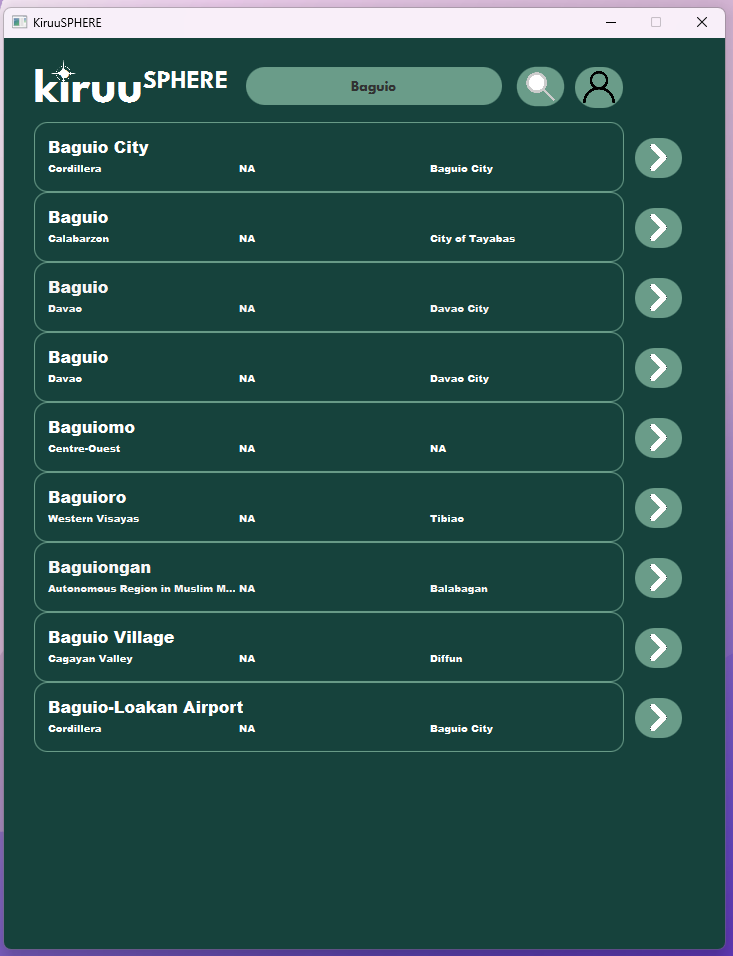 KiruuSPHERE
kiruu SPHERE
Baguio
Baguio City
Cordillera NA Baguio City
Baguio
Calabarzon NA City of Tayabas
Baguio
Davao NA Davao City
Baguio
Davao NA Davao City
Baguiomo
Centre-Ouest NA NA
Baguioro
Western Visayas NA Tibiao
Baguiongan
Autonomous Region in Muslim M... NA Balabagan
Baguio Village
Cagayan Valley NA Diffun
Baguio-Loakan Airport
Cordillera NA Baguio City